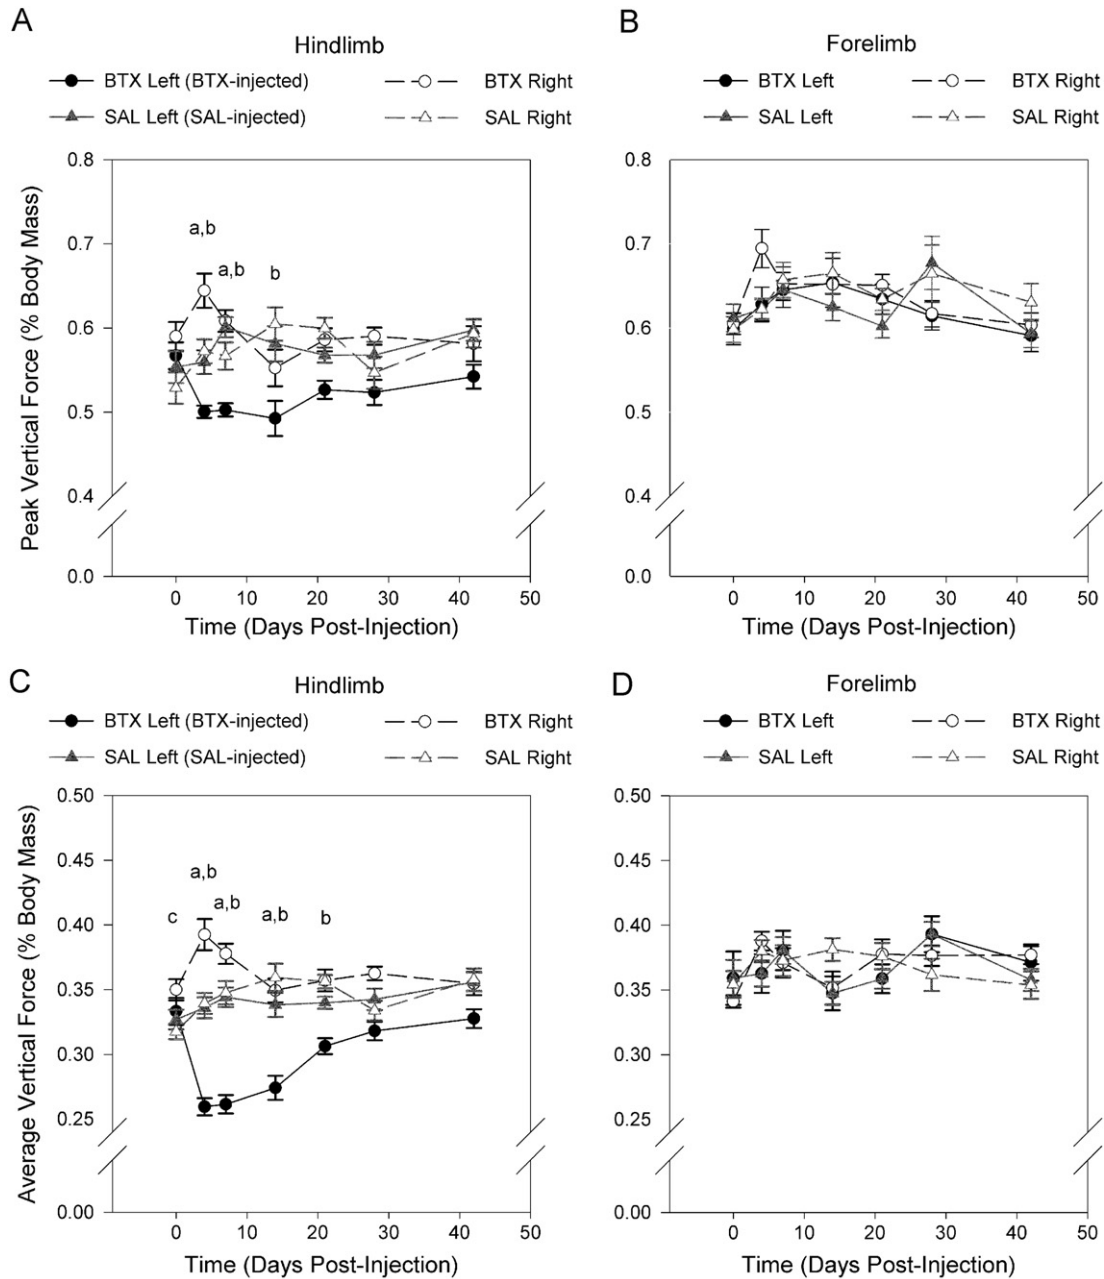 A
Hindlimb
BTX Left (BTX-injected)
BTX Right
SAL Left (SAL-injected)
SAL Right
0.8
0.7
0.6
0.5
0.4
0.0
a,b
a,b
b
Peak Vertical Force (% Body Mass)
0 10 20 30 40 50
Time (Days Post-Injection)
B
Forelimb
BTX Left
BTX Right
SAL Left
SAL Right
0.8
0.7
0.6
0.5
0.4
0.0
0 10 20 30 40 50
Time (Days Post-Injection)
C
Hindlimb
BTX Left (BTX-injected)
BTX Right
SAL Left (SAL-injected)
SAL Right
0.50
0.45
0.40
0.35
0.30
0.25
0.00
c
a,b
a,b
a,b
b
Average Vertical Force (% Body Mass)
0 10 20 30 40 50
Time (Days Post-Injection)
D
Forelimb
BTX Left
BTX Right
SAL Left
SAL Right
0.50
0.45
0.40
0.35
0.30
0.25
0.00
0 10 20 30 40 50
Time (Days Post-Injection)